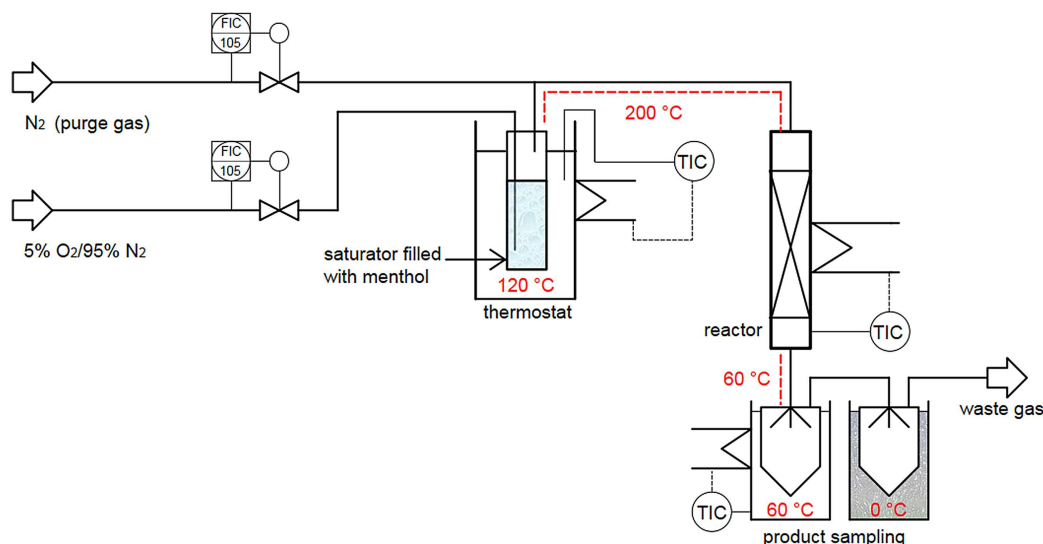 FIC
105
N₂ (purge gas)
200 °C
TIC
FIC
105
5% O₂/95% N₂
saturator filled
with menthol
120 °C
thermostat
reactor
TIC
60 °C
waste gas
TIC
60 °C
0 °C
product sampling